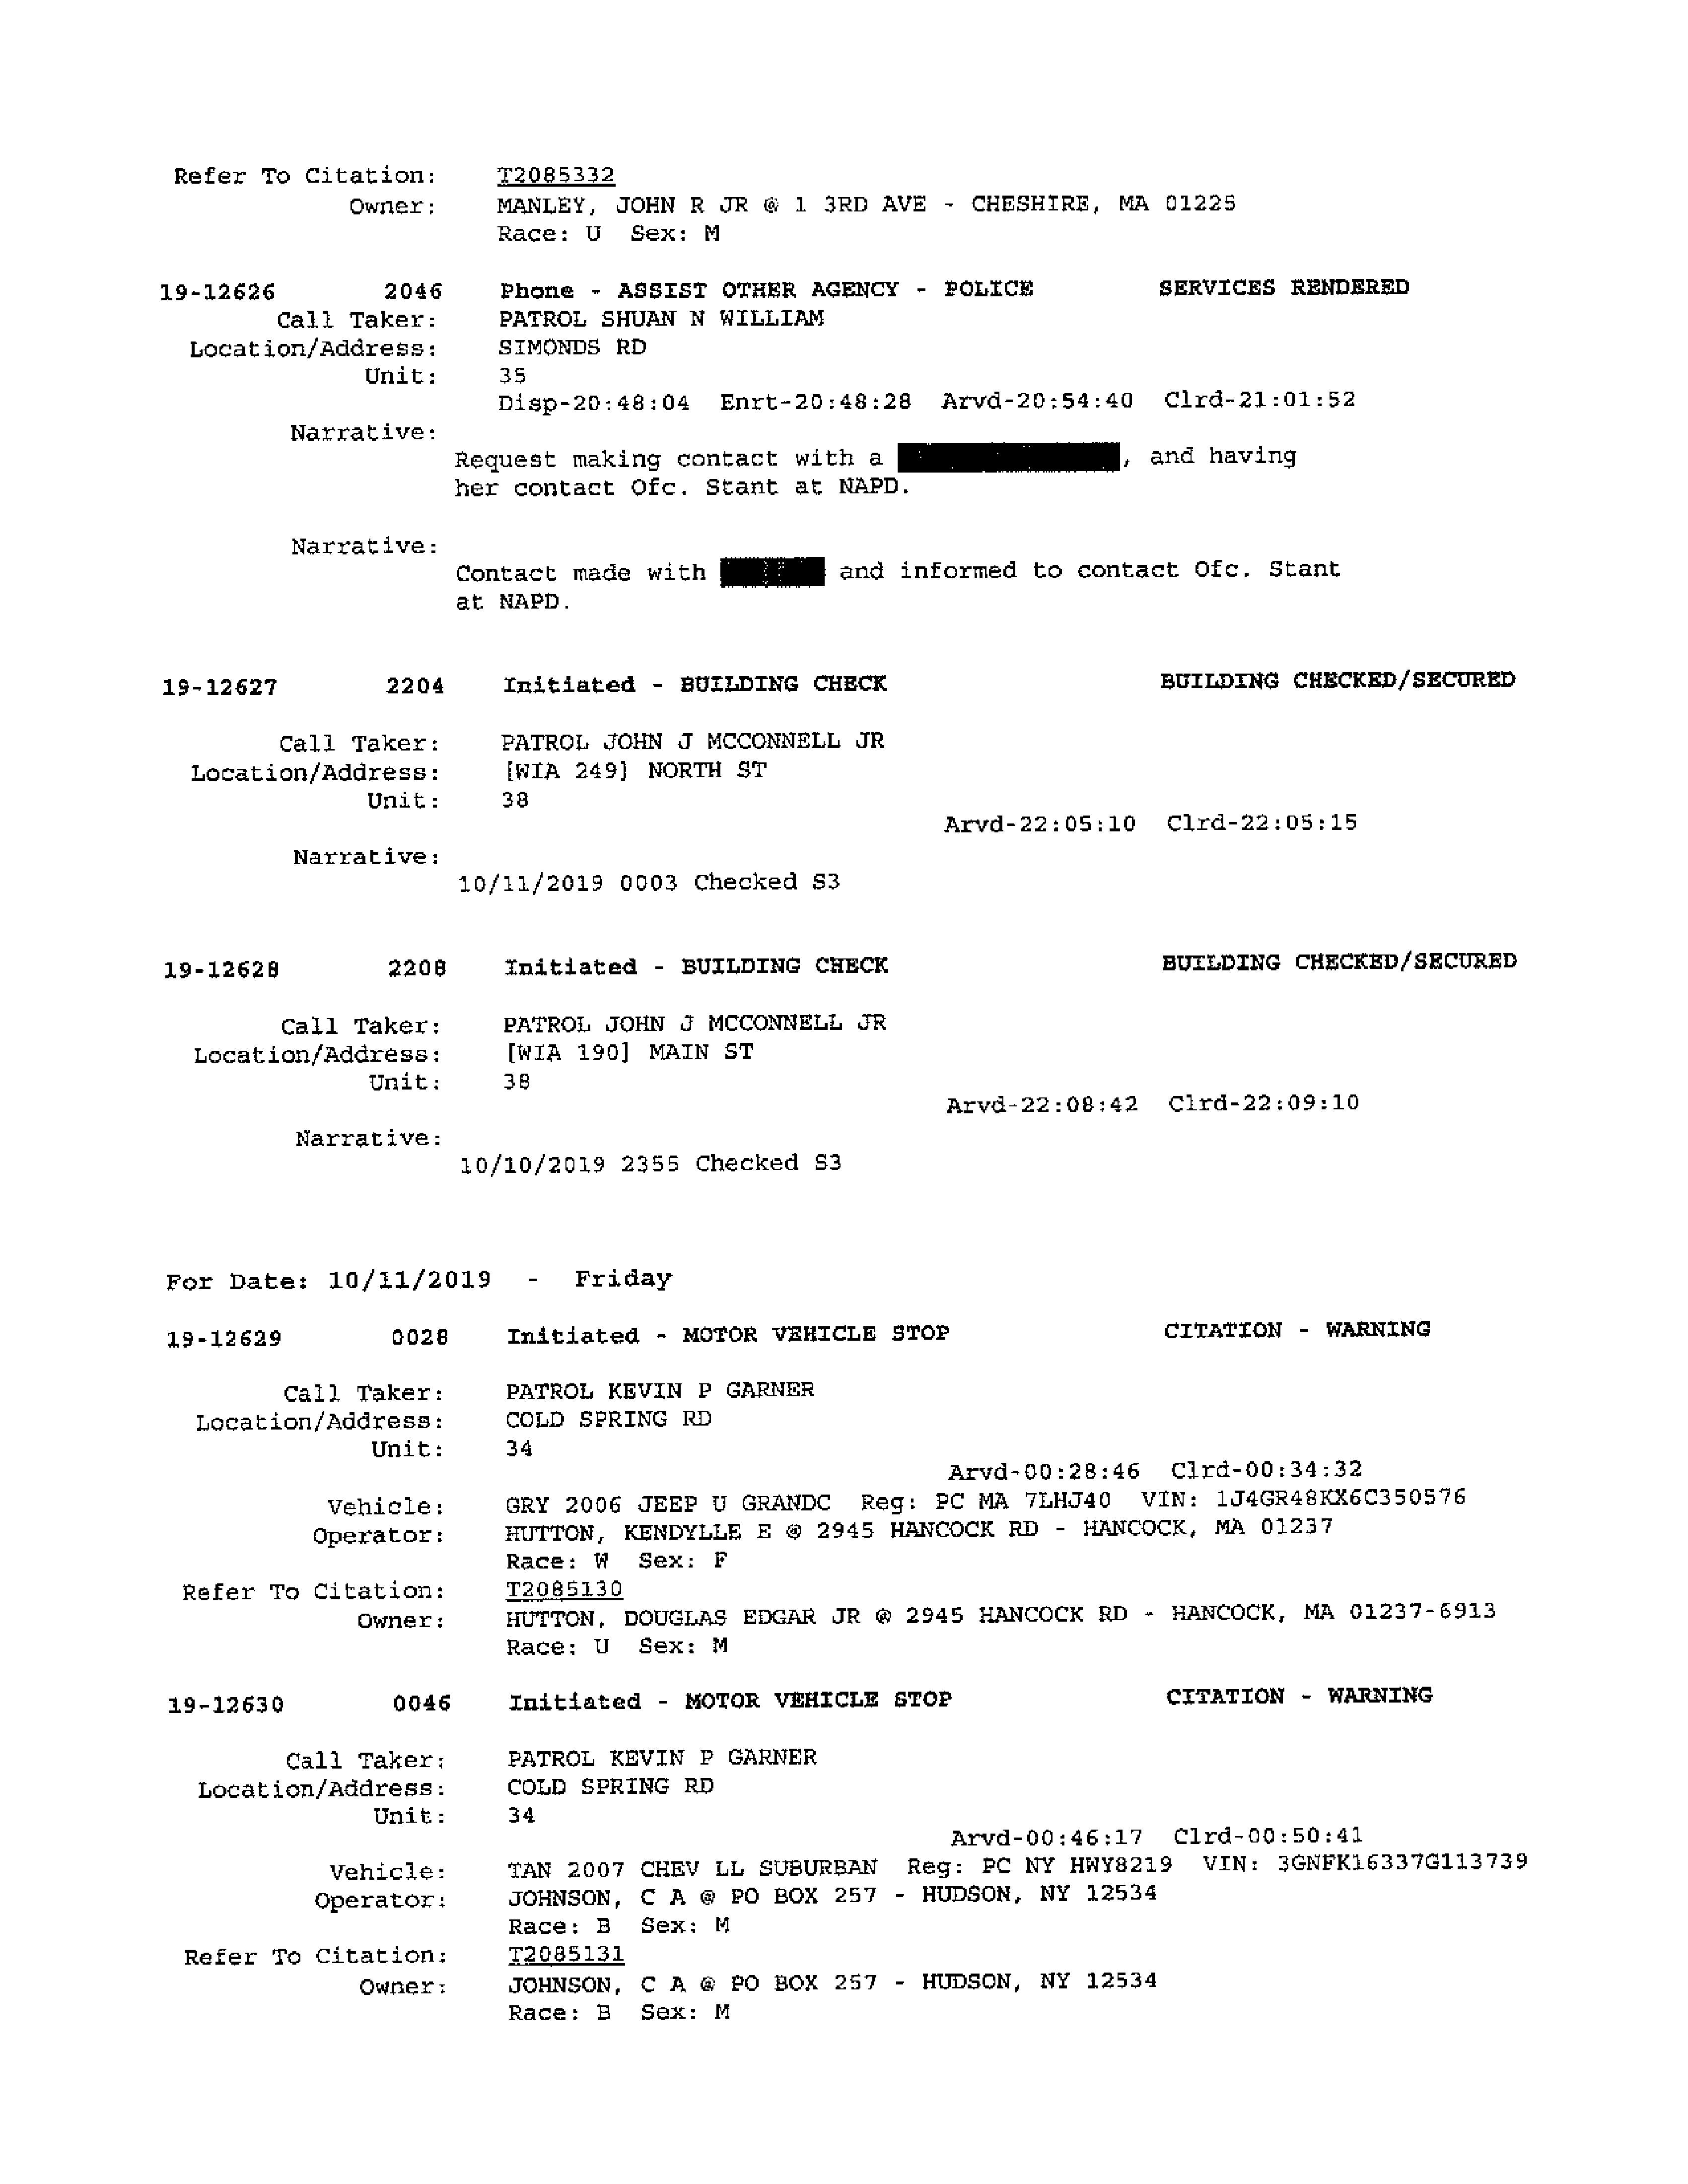 Refer To Citation: T2085332
Owner: MANLEY, JOHN R JR @ 1 3RD AVE - CHESHIRE, MA 01225
Race: U Sex: M
19-12626 2046 Phone - ASSIST OTHER AGENCY - POLICE SERVICES RENDERED
Call Taker: PATROL SHUAN N WILLIAM
Location/Address: SIMONDS RD
Unit: 35
Disp-20:48:04 Enrt-20:48:28 Arvd-20:54:40 Clrd-21:01:52
Narrative:
Request making contact with a , and having
her contact Ofc. Stant at NAPD.
Narrative:
Contact made with and informed to contact Ofc. Stant
at NAPD.
19-12627 2204 Initiated - BUILDING CHECK BUILDING CHECKED/SECURED
Call Taker: PATROL JOHN J MCCONNELL JR
Location/Address: [WIA 249] NORTH ST
Unit: 38
Arvd-22:05:10 Clrd-22:05:15
Narrative:
10/11/2019 0003 Checked S3
19-12628 2208 Initiated - BUILDING CHECK BUILDING CHECKED/SECURED
Call Taker: PATROL JOHN J MCCONNELL JR
Location/Address: [WIA 190] MAIN ST
Unit: 38
Arvd-22:08:42 Clrd-22:09:10
Narrative:
10/10/2019 2355 Checked S3
For Date: 10/11/2019 - Friday
19-12629 0028 Initiated - MOTOR VEHICLE STOP CITATION - WARNING
Call Taker: PATROL KEVIN P GARNER
Location/Address: COLD SPRING RD
Unit: 34
Arvd-00:28:46 Clrd-00:34:32
Vehicle: GRY 2006 JEEP U GRANDC Reg: PC MA 7LHJ40 VIN: 1J4GR48KX6C350576
Operator: HUTTON, KENDYLLE E @ 2945 HANCOCK RD - HANCOCK, MA 01237
Race: W Sex: F
Refer To Citation: T2085130
Owner: HUTTON, DOUGLAS EDGAR JR @ 2945 HANCOCK RD - HANCOCK, MA 01237-6913
Race: U Sex: M
19-12630 0046 Initiated - MOTOR VEHICLE STOP CITATION - WARNING
Call Taker: PATROL KEVIN P GARNER
Location/Address: COLD SPRING RD
Unit: 34
Arvd-00:46:17 Clrd-00:50:41
Vehicle: TAN 2007 CHEV LL SUBURBAN Reg: PC NY HWY8219 VIN: 3GNFK16337G113739
Operator: JOHNSON, C A @ PO BOX 257 - HUDSON, NY 12534
Race: B Sex: M
Refer To Citation: T2085131
Owner: JOHNSON, C A @ PO BOX 257 - HUDSON, NY 12534
Race: B Sex: M